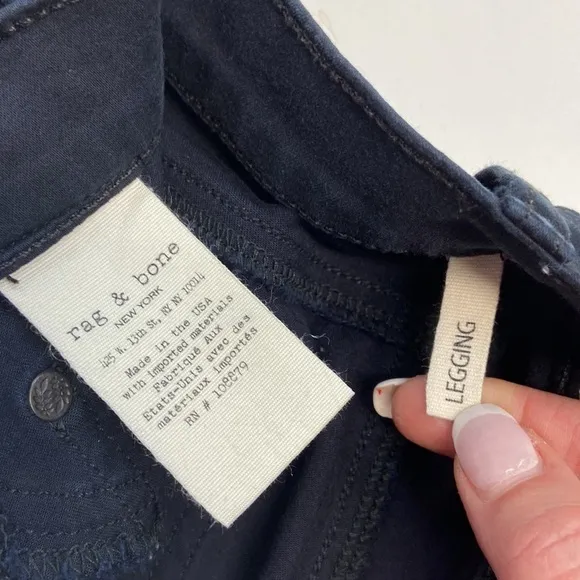 rag & bone
NEW YORK
425 W. 13th St, NY NY 10014
Made in the USA
with imported materials
Fabriqué Aux
Etats-Unis avec des
matériaux importés
RN # 108679
LEGGING